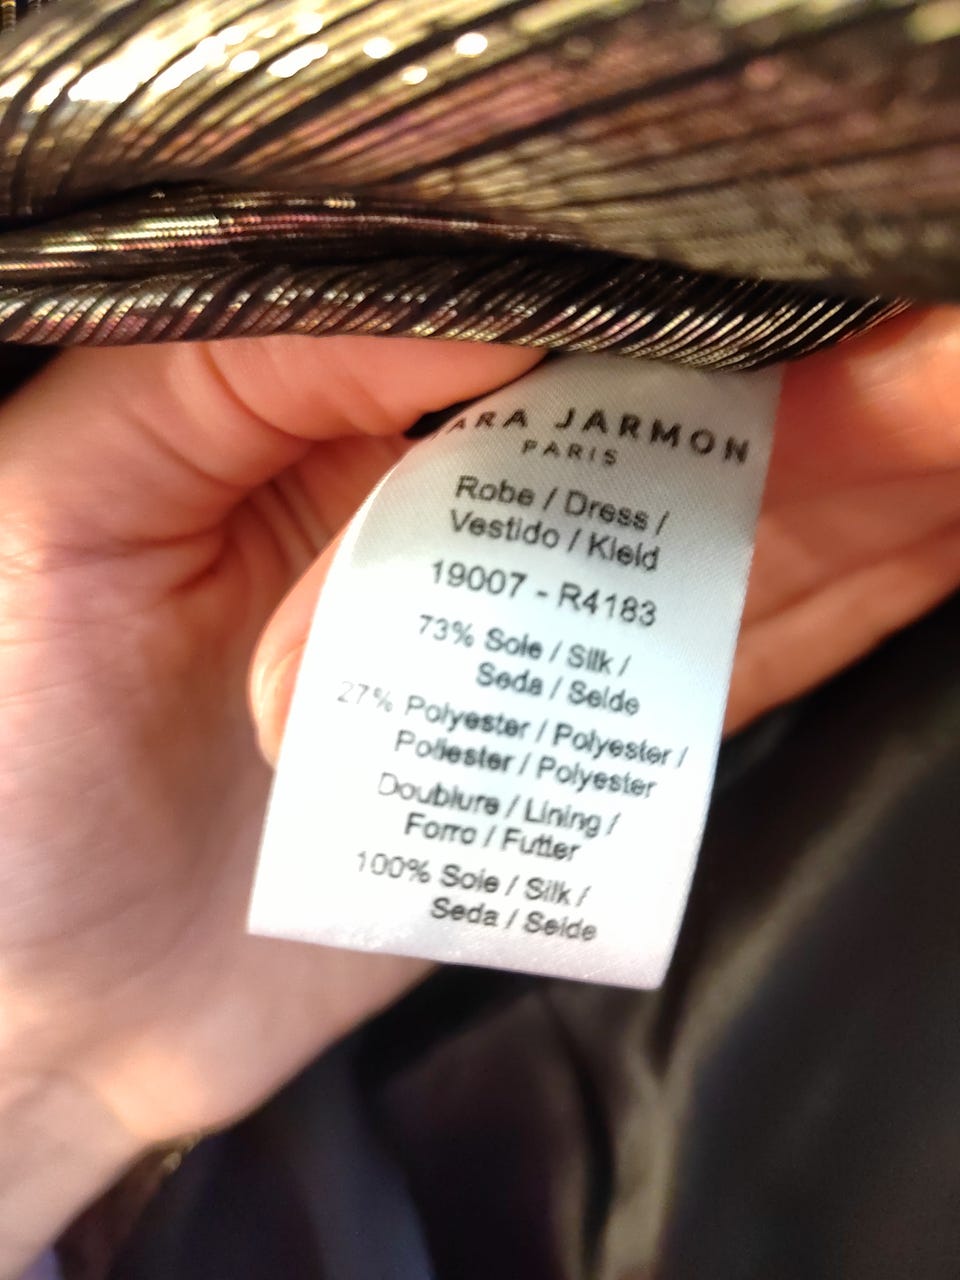 ARA JARMON
PARIS
Robe / Dress /
Vestido / Kleid
19007 - R4183
73% Soie / Silk /
Seda / Seide
27% Polyester / Polyester /
Poliester / Polyester
Doublure / Lining /
Forro / Futter
100% Soie / Silk /
Seda / Seide